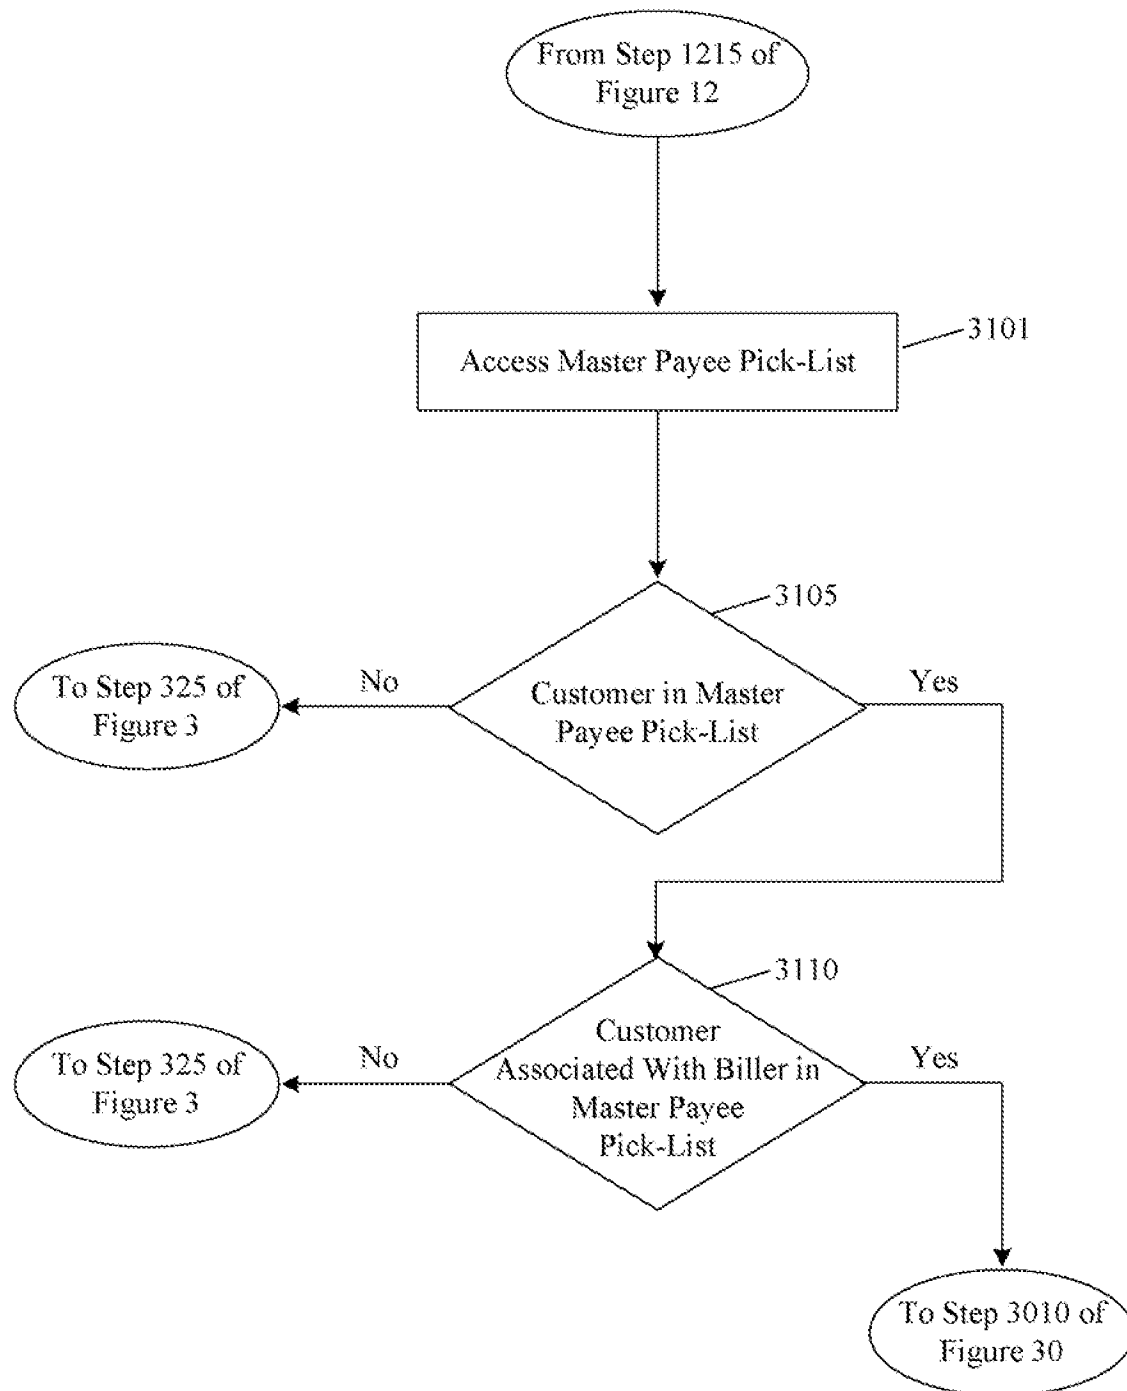 From Step 1215 of
Figure 12
3101
Access Master Payee Pick-List
3105
To Step 325 of
Figure 3
No
Customer in Master
Payee Pick-List
Yes
3110
To Step 325 of
Figure 3
No
Customer
Associated With Biller in
Master Payee
Pick-List
Yes
To Step 3010 of
Figure 30